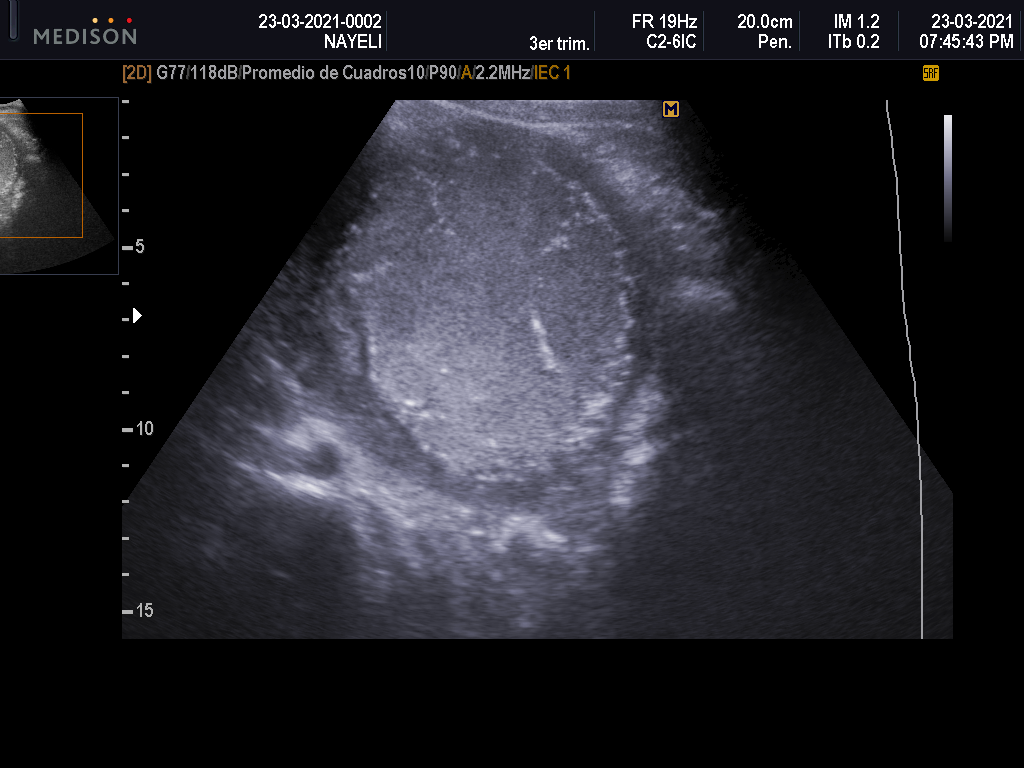 MEDISON
23-03-2021-0002
NAYELI
3er trim.
FR 19Hz
C2-6IC
20.0cm
Pen.
IM 1.2
ITb 0.2
23-03-2021
07:45:43 PM
[2D] G77/118dB/Promedio de Cuadros10/P90/A/2.2MHz/IEC 1
SRF
M
5
10
15